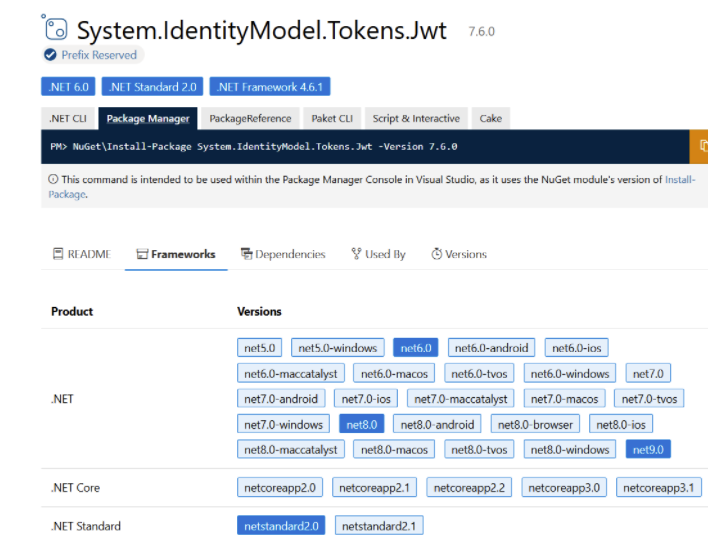 System.IdentityModel.Tokens.Jwt 7.6.0
Prefix Reserved
.NET 6.0 .NET Standard 2.0 .NET Framework 4.6.1
.NET CLI Package Manager PackageReference Paket CLI Script & Interactive Cake
PM> NuGet\Install-Package System.IdentityModel.Tokens.Jwt -Version 7.6.0
This command is intended to be used within the Package Manager Console in Visual Studio, as it uses the NuGet module's version of Install-
Package.
README Frameworks Dependencies Used By Versions
Product Versions
net5.0 net5.0-windows net6.0 net6.0-android net6.0-ios
net6.0-maccatalyst net6.0-macos net6.0-tvos net6.0-windows net7.0
.NET net7.0-android net7.0-ios net7.0-maccatalyst net7.0-macos net7.0-tvos
net7.0-windows net8.0 net8.0-android net8.0-browser net8.0-ios
net8.0-maccatalyst net8.0-macos net8.0-tvos net8.0-windows net9.0
.NET Core netcoreapp2.0 netcoreapp2.1 netcoreapp2.2 netcoreapp3.0 netcoreapp3.1
.NET Standard netstandard2.0 netstandard2.1